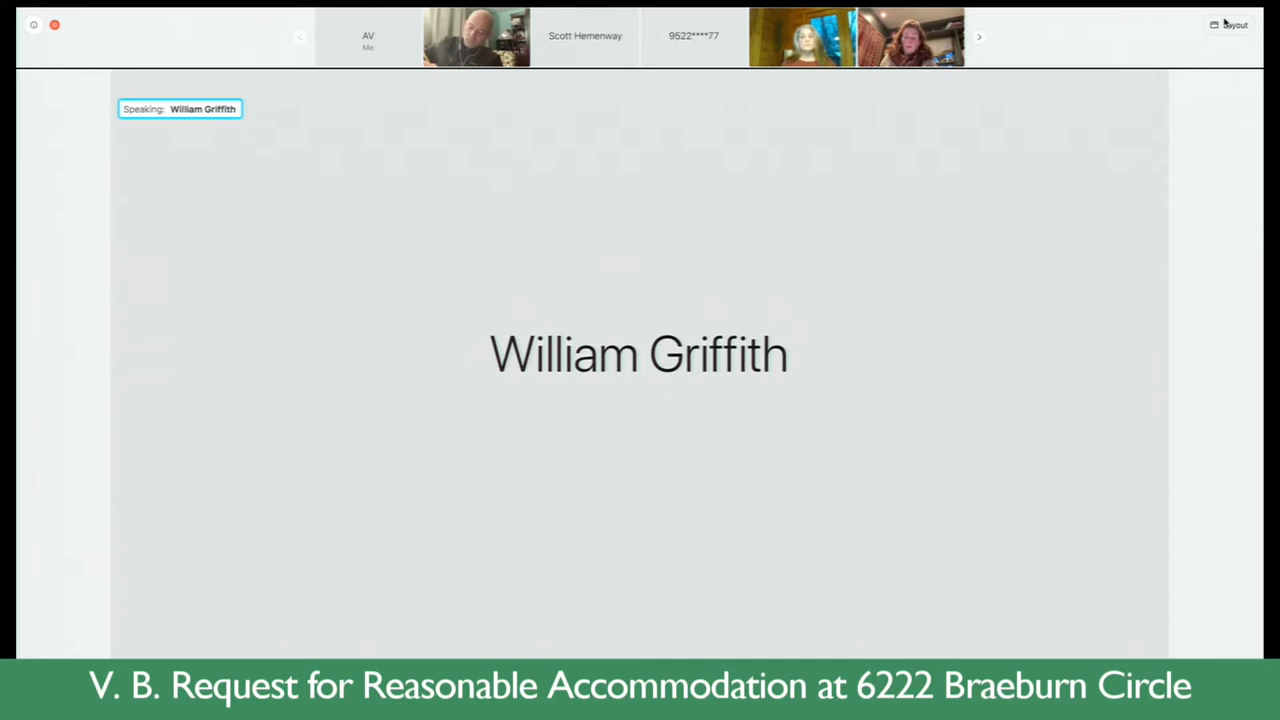 AV
Me
Scott Hemenway
9522****77
Layout
Speaking: William Griffith
William Griffith
V. B. Request for Reasonable Accommodation at 6222 Braeburn Circle